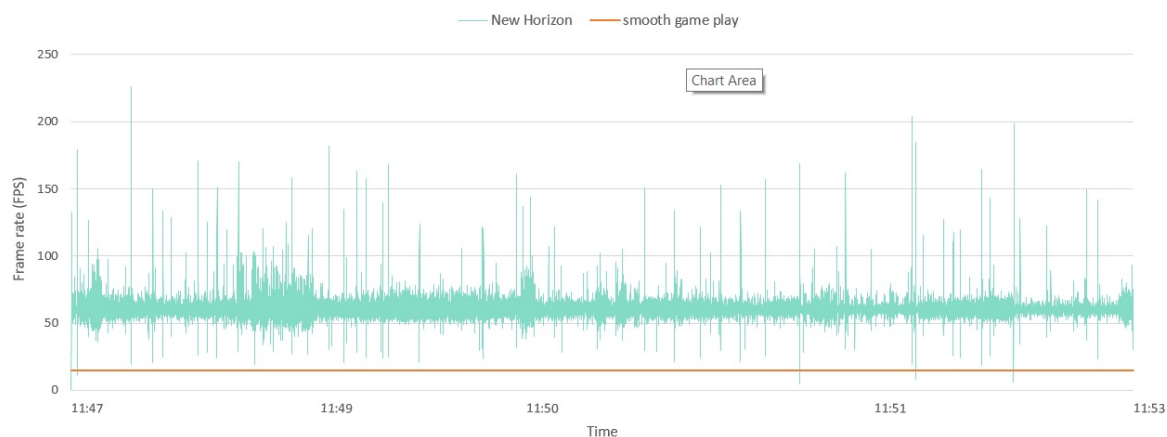 New Horizon smooth game play
250
Chart Area
200
150
100
50
0
Frame rate (FPS)
11:47 11:49 11:50 11:51 11:53
Time